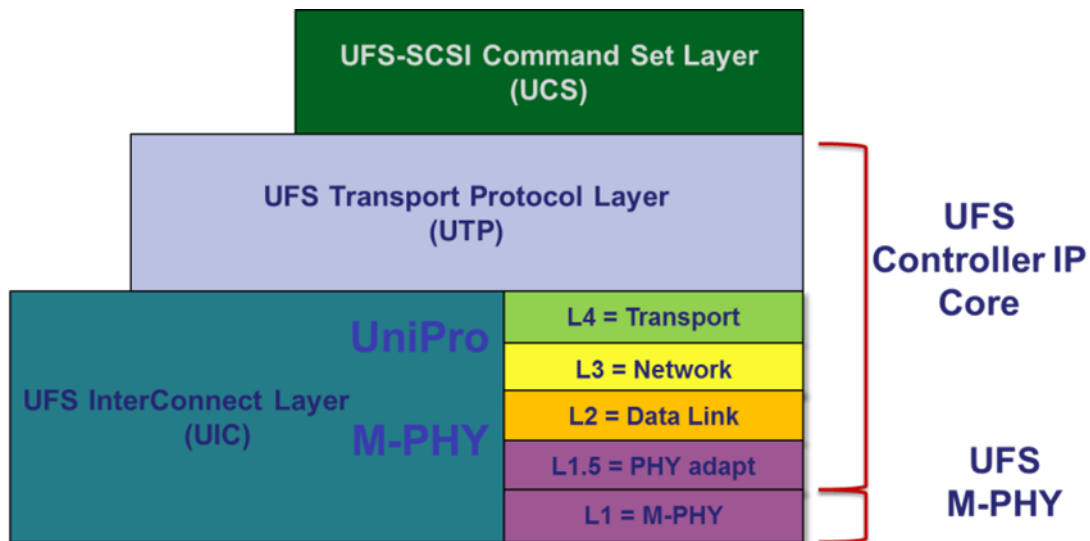 UFS-SCSI Command Set Layer
(UCS)
UFS Transport Protocol Layer
(UTP)
UFS InterConnect Layer
(UIC)
UniPro
M-PHY
L4 = Transport
L3 = Network
L2 = Data Link
L1.5 = PHY adapt
L1 = M-PHY
UFS
Controller IP
Core
UFS
M-PHY